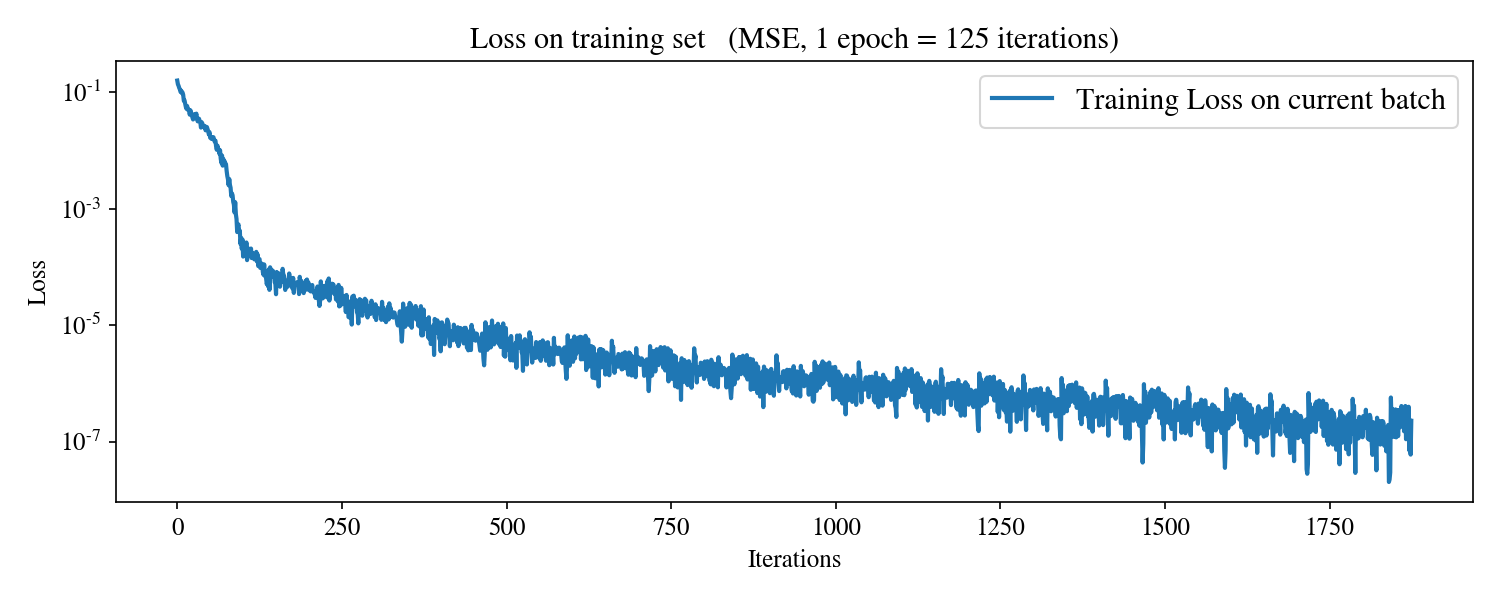 Loss on training set (MSE, 1 epoch = 125 iterations)
Training Loss on current batch
10-1
10-3
10-5
10-7
Loss
0 250 500 750 1000 1250 1500 1750
Iterations